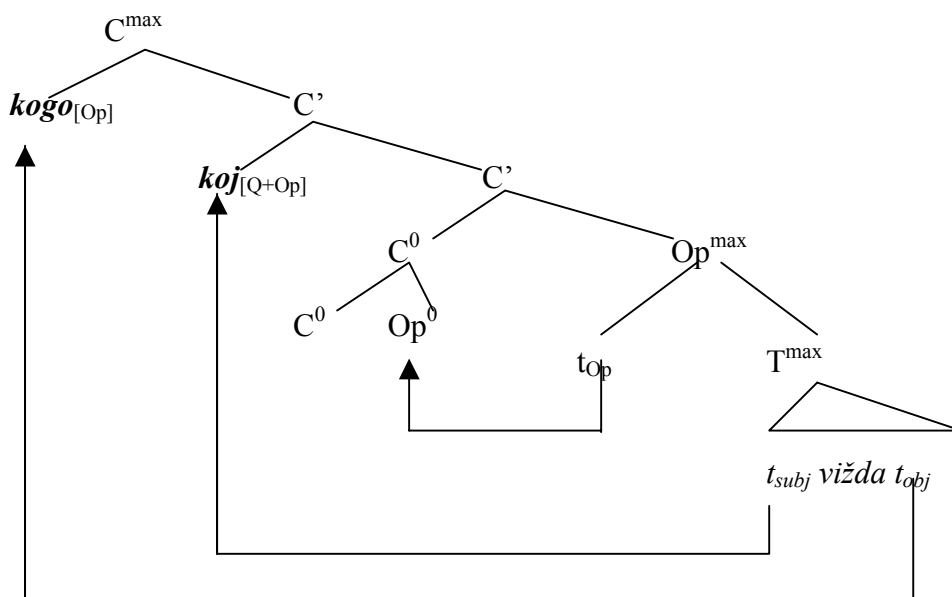 C^max
kogo[Op] C’
koj[Q+Op] C’
C^0 Op^max
C^0 Op^0 t_Op T^max
t_subj vižda t_obj